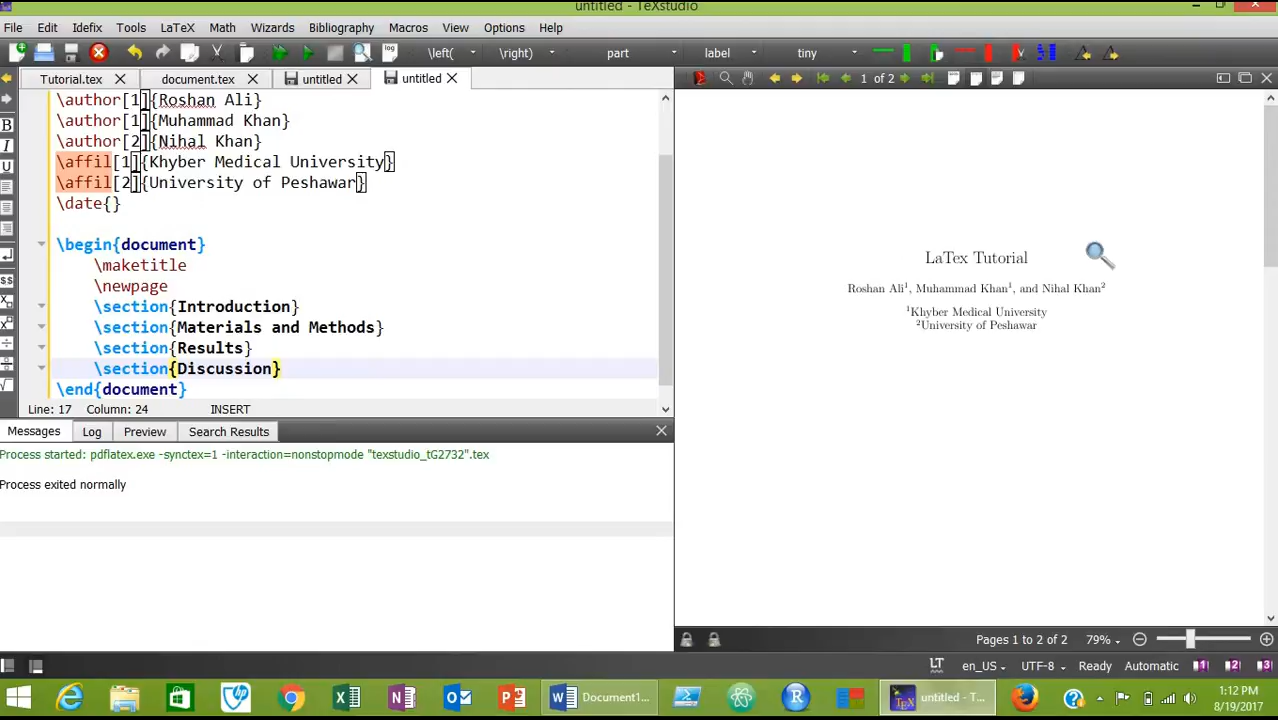 untitled - TeXstudio
File Edit Idefix Tools LaTeX Math Wizards Bibliography Macros View Options Help
log \left( \right) part label tiny
Tutorial.tex document.tex untitled untitled
1 of 2
\author[1]{Roshan Ali}
\author[1]{Muhammad Khan}
\author[2]{Nihal Khan}
\affil[1]{Khyber Medical University}
\affil[2]{University of Peshawar}
\date{}
\begin{document}
\maketitle
\newpage
\section{Introduction}
\section{Materials and Methods}
\section{Results}
\section{Discussion}
\end{document}
Line: 17 Column: 24 INSERT
Messages Log Preview Search Results
Process started: pdflatex.exe -synctex=1 -interaction=nonstopmode "texstudio_tG2732".tex
Process exited normally
LaTex Tutorial
Roshan Ali¹, Muhammad Khan¹, and Nihal Khan²
¹Khyber Medical University
²University of Peshawar
Pages 1 to 2 of 2 79%
LT en_US UTF-8 Ready Automatic 1 2 3
Document1... untitled - T...
1:12 PM
8/19/2017